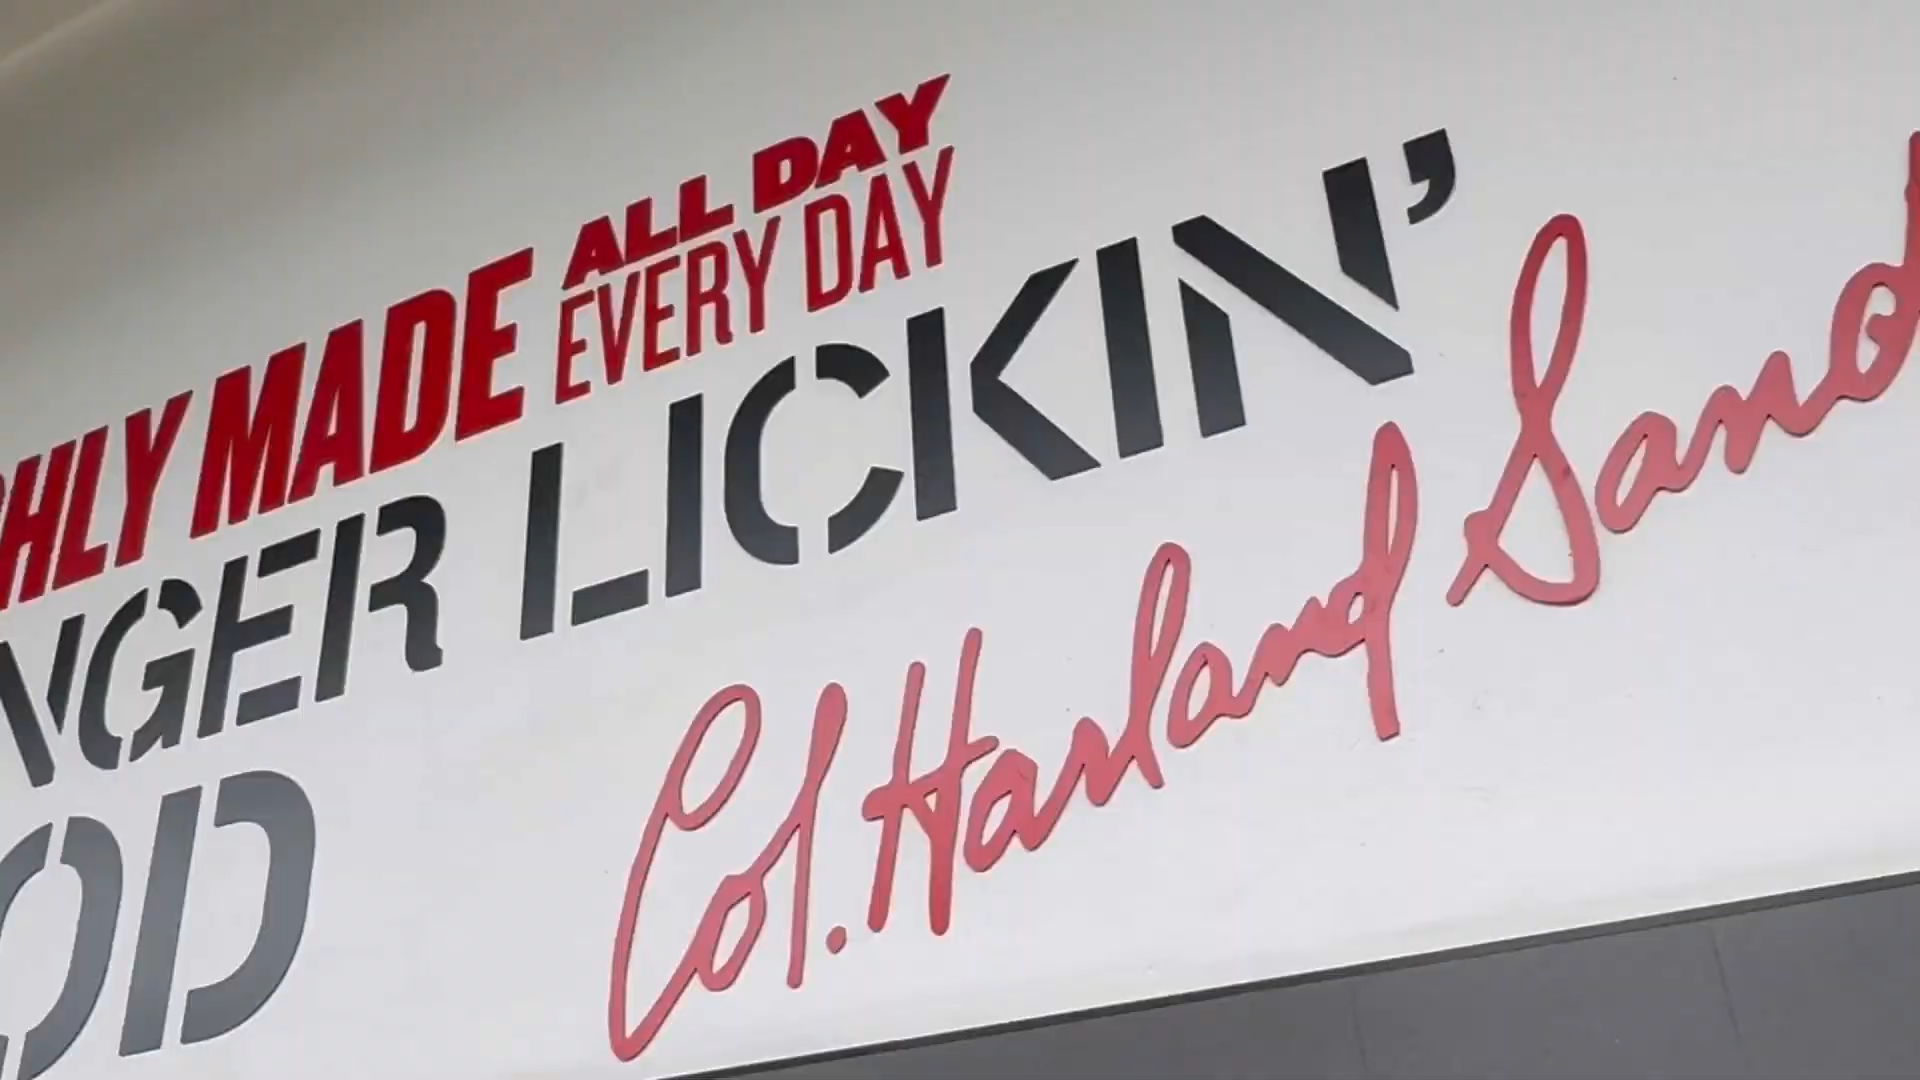 HLY MADE ALL DAY
EVERY DAY
NGER LICKIN’
OD
Col. Harland Sand